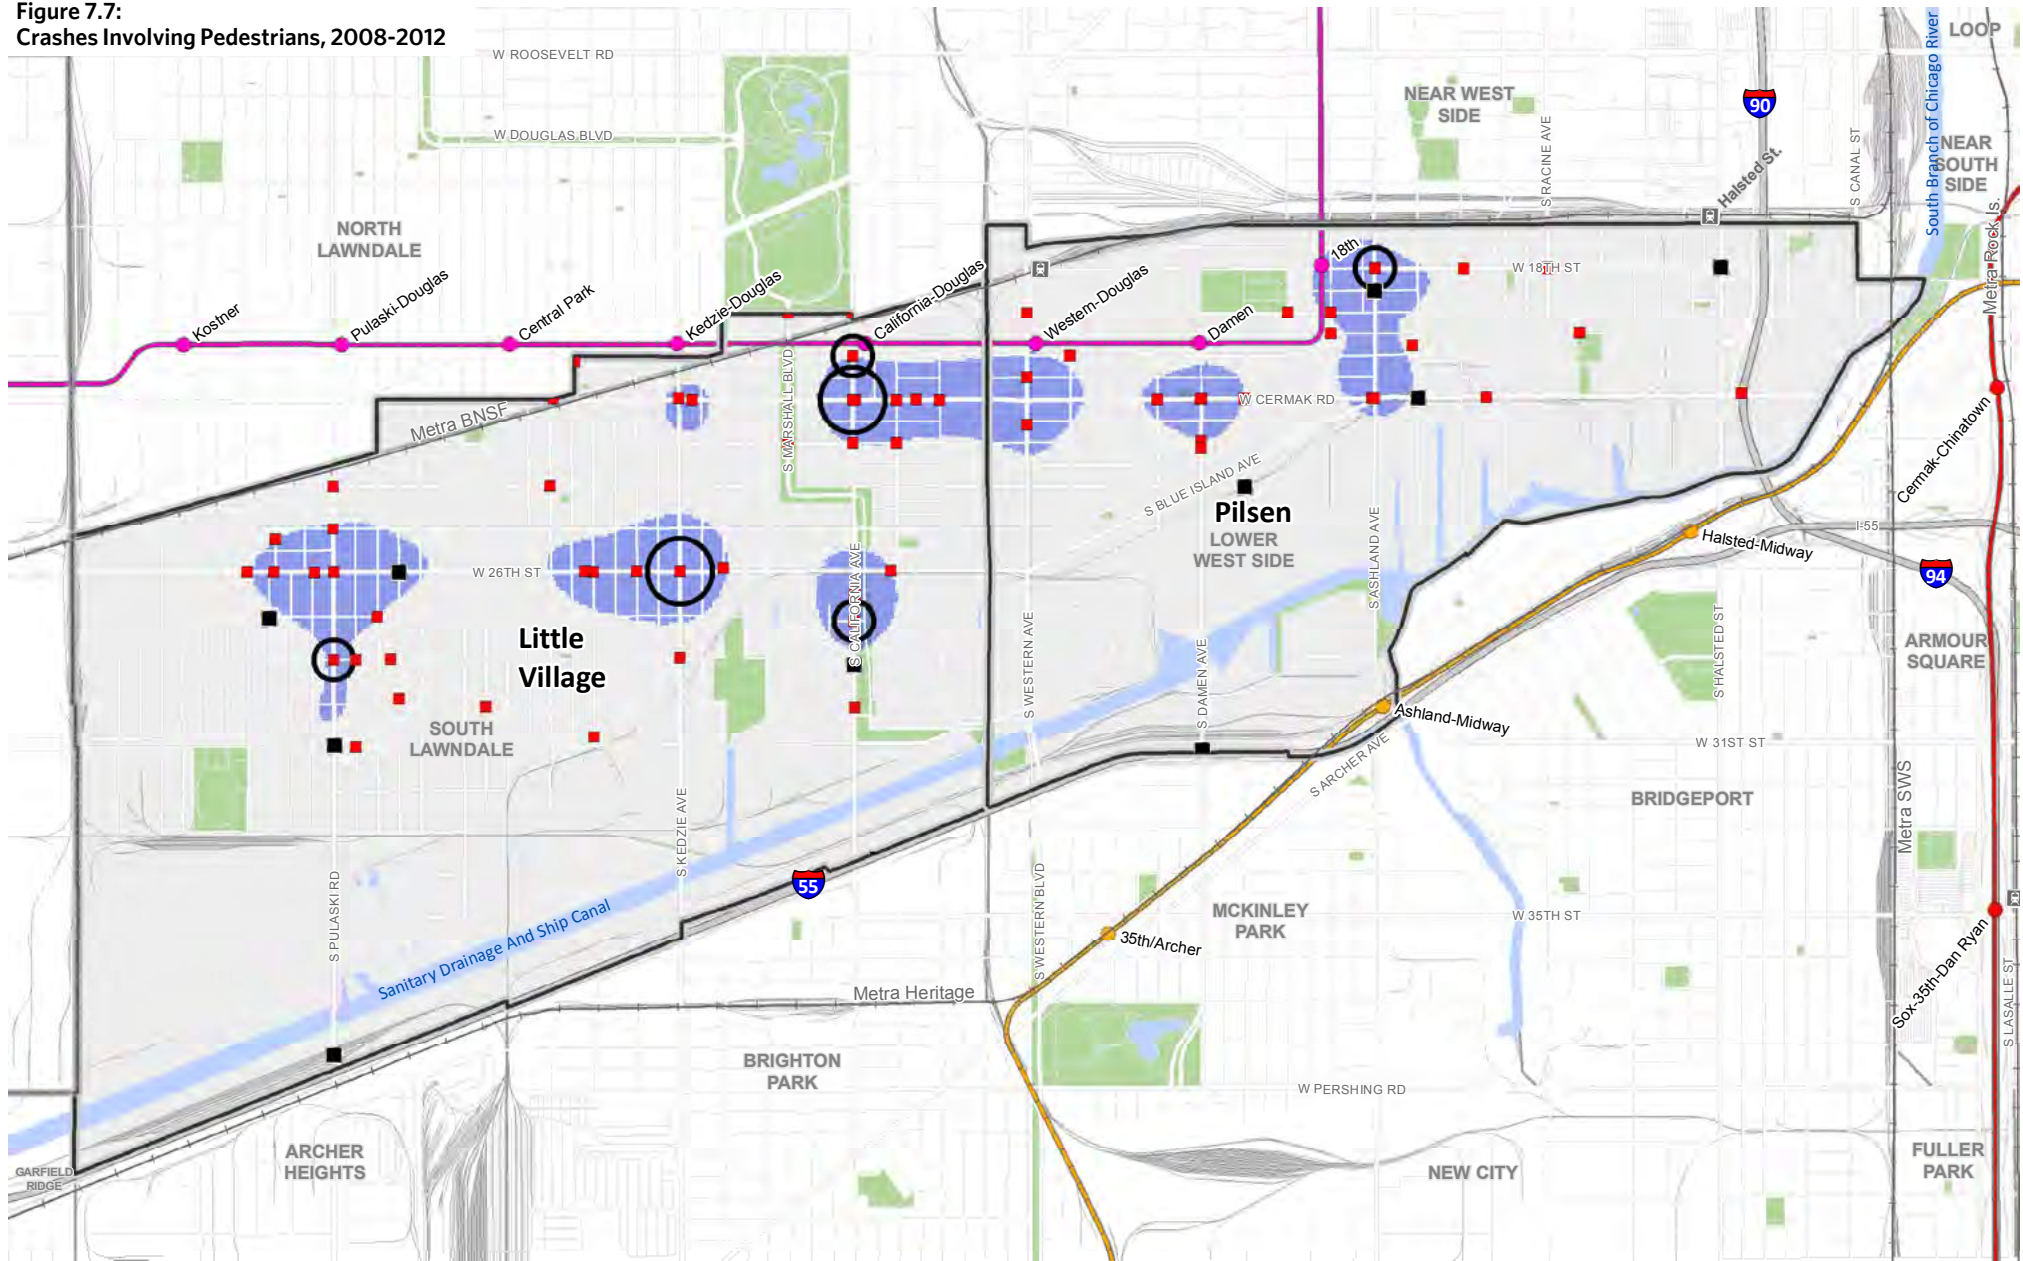 Figure 7.7:
Crashes Involving Pedestrians, 2008-2012
W ROOSEVELT RD
W DOUGLAS BLVD
NORTH
LAWNDALE
NEAR WEST
SIDE
S RACINE AVE
90
S CANAL ST
South Branch of Chicago River
LOOP
NEAR
SOUTH
SIDE
Halsted St.
Metra Rock Is.
Kostner
Pulaski-Douglas
Central Park
Kedzie-Douglas
California-Douglas
Western-Douglas
Damen
18th
W 18TH ST
Metra BNSF
S MARSHALL BLVD
W CERMAK RD
S BLUE ISLAND AVE
Cermak-Chinatown
Pilsen
LOWER
WEST SIDE
S ASHLAND AVE
I-55
Halsted-Midway
94
W 26TH ST
S CALIFORNIA AVE
Little
Village
SOUTH
LAWNDALE
S WESTERN AVE
S DAMEN AVE
S HALSTED ST
ARMOUR
SQUARE
Ashland-Midway
S ARCHER AVE
W 31ST ST
BRIDGEPORT
Metra SWS
S KEDZIE AVE
S PULASKI RD
55
Sanitary Drainage And Ship Canal
S WESTERN BLVD
MCKINLEY
PARK
35th/Archer
W 35TH ST
Sox-35th-Dan Ryan
S LASALLE ST
Metra Heritage
BRIGHTON
PARK
W PERSHING RD
ARCHER
HEIGHTS
GARFIELD
RIDGE
NEW CITY
FULLER
PARK